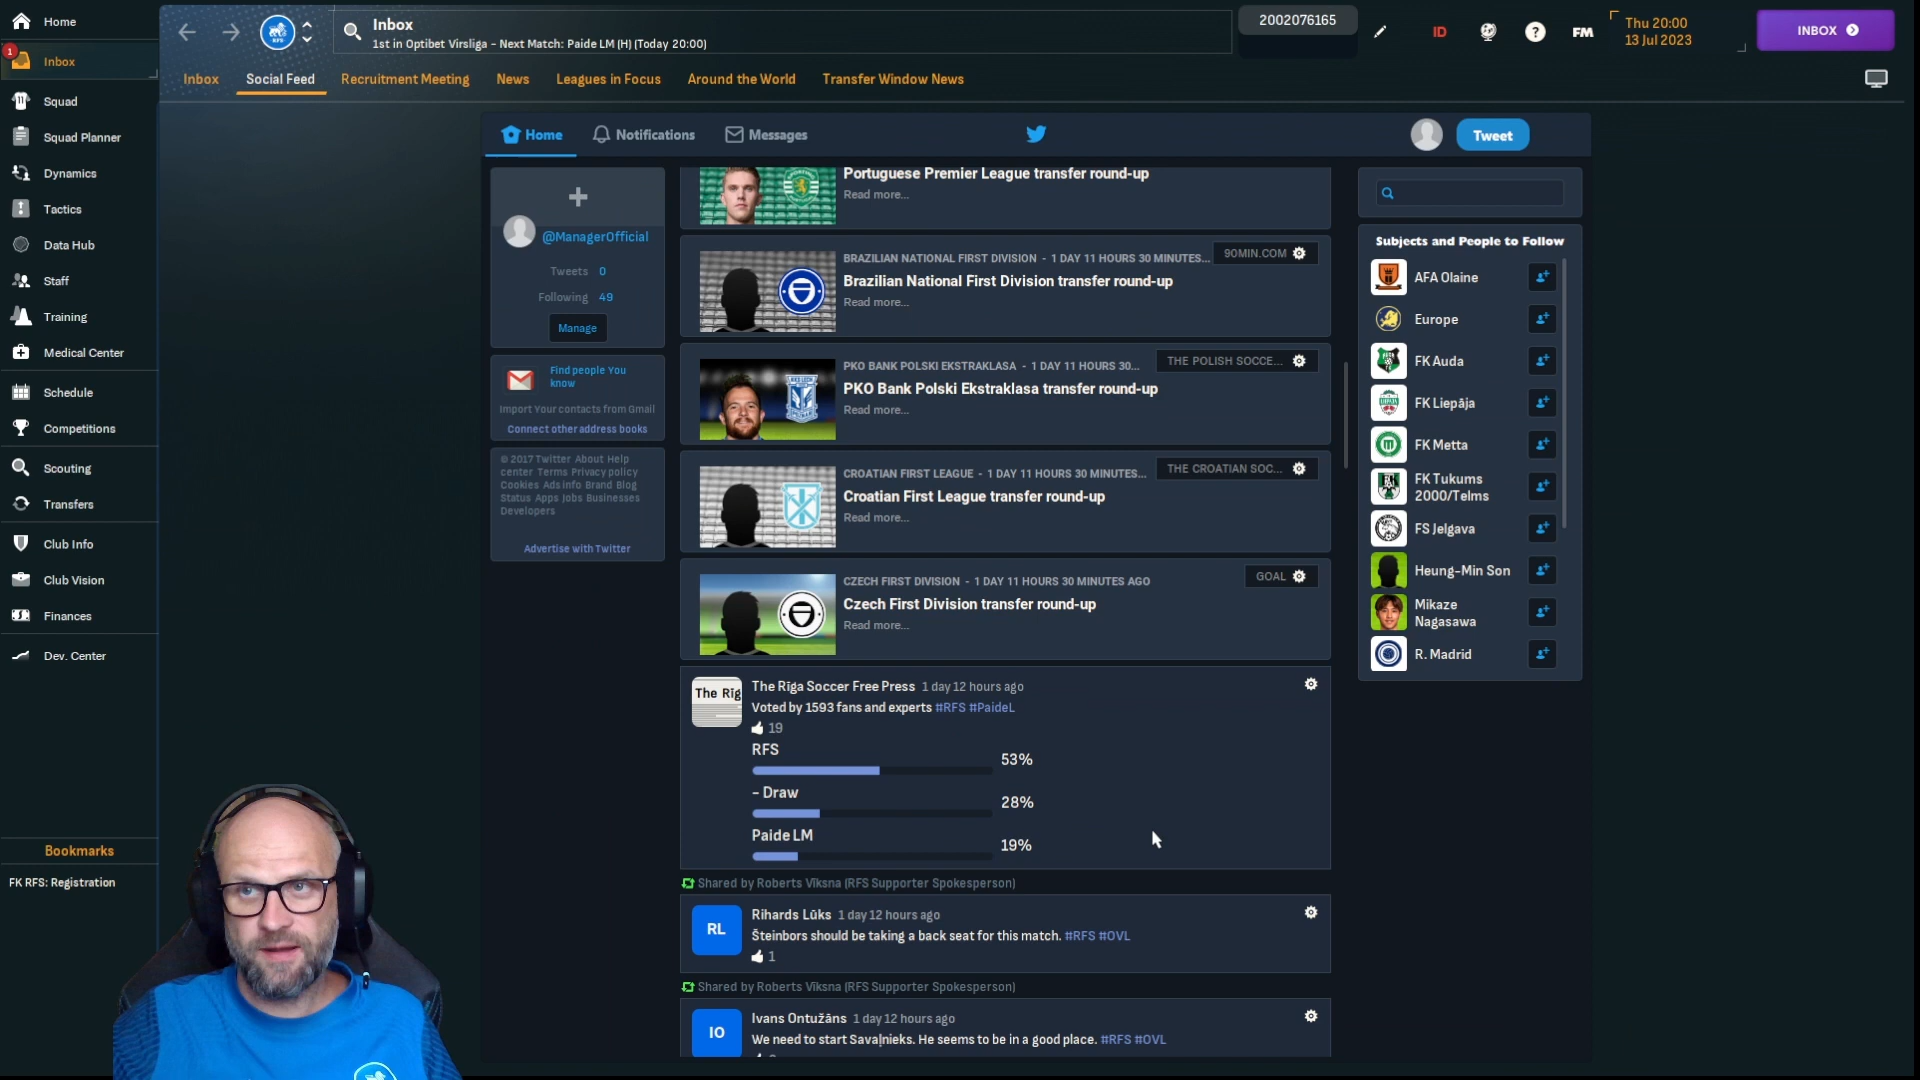 Home
1
Inbox
Squad
Squad Planner
Dynamics
Tactics
Data Hub
Staff
Training
Medical Center
Schedule
Competitions
Scouting
Transfers
Club Info
Club Vision
Finances
Dev. Center
Bookmarks
FK RFS: Registration
Inbox
1st in Optibet Virsliga - Next Match: Paide LM (H) (Today 20:00)
2002076165
ID
?
FM
Thu 20:00
13 Jul 2023
INBOX
Inbox Social Feed Recruitment Meeting News Leagues in Focus Around the World Transfer Window News
Home Notifications Messages
Tweet
@ManagerOfficial
Tweets 0
Following 49
Manage
Find people You
know
Import Your contacts from Gmail
Connect other address books
© 2017 Twitter About Help
center Terms Privacy policy
Cookies Ads info Brand Blog
Status Apps Jobs Businesses
Developers
Advertise with Twitter
Portuguese Premier League transfer round-up
Read more...
BRAZILIAN NATIONAL FIRST DIVISION - 1 DAY 11 HOURS 30 MINUTES...
90MIN.COM
Brazilian National First Division transfer round-up
Read more...
PKO BANK POLSKI EKSTRAKLASA - 1 DAY 11 HOURS 30...
THE POLISH SOCCE...
PKO Bank Polski Ekstraklasa transfer round-up
Read more...
CROATIAN FIRST LEAGUE - 1 DAY 11 HOURS 30 MINUTES...
THE CROATIAN SOC...
Croatian First League transfer round-up
Read more...
CZECH FIRST DIVISION - 1 DAY 11 HOURS 30 MINUTES AGO
GOAL
Czech First Division transfer round-up
Read more...
The Rig
The Rīga Soccer Free Press 1 day 12 hours ago
Voted by 1593 fans and experts #RFS #PaideL
19
RFS
53%
- Draw
28%
Paide LM
19%
Shared by Roberts Vīksna (RFS Supporter Spokesperson)
RL
Rihards Lūks 1 day 12 hours ago
Šteinbors should be taking a back seat for this match. #RFS #OVL
1
Shared by Roberts Vīksna (RFS Supporter Spokesperson)
IO
Ivans Ontužāns 1 day 12 hours ago
We need to start Savaļnieks. He seems to be in a good place. #RFS #OVL
Subjects and People to Follow
AFA Olaine
Europe
FK Auda
FK Liepāja
FK Metta
FK Tukums
2000/Telms
FS Jelgava
Heung-Min Son
Mikaze
Nagasawa
R. Madrid